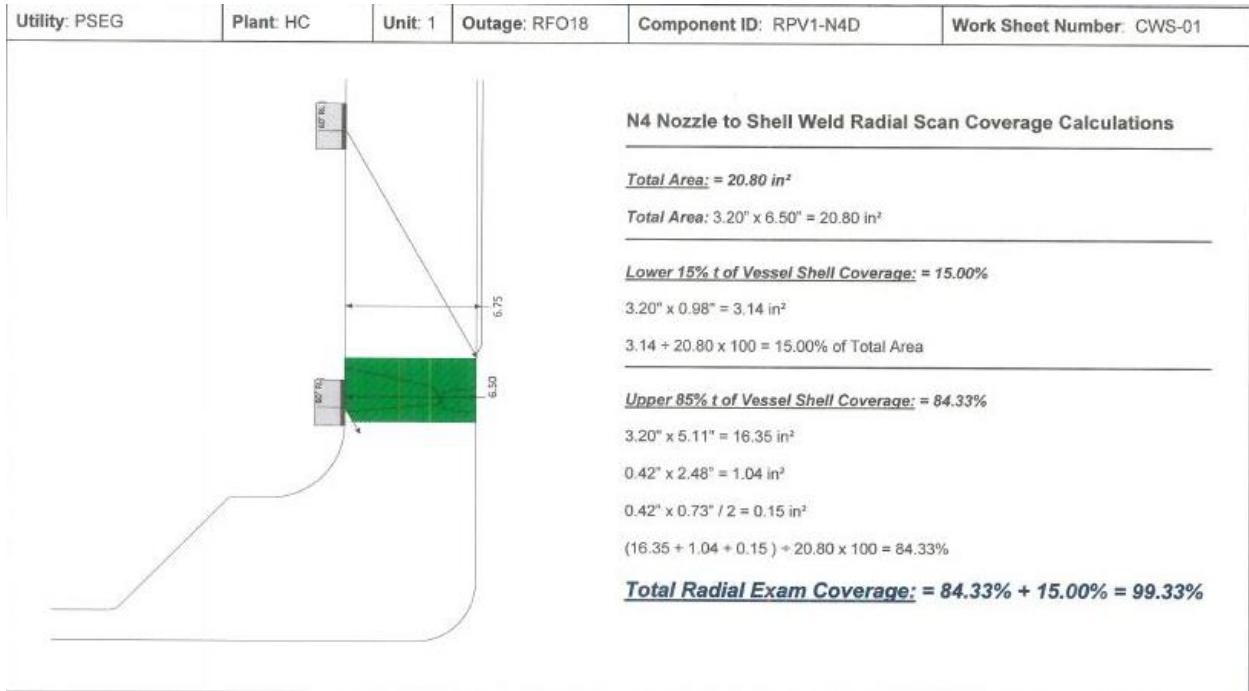 Utility: PSEG Plant: HC Unit: 1 Outage: RFO18 Component ID: RPV1-N4D Work Sheet Number: CWS-01
60° RL
N4 Nozzle to Shell Weld Radial Scan Coverage Calculations
Total Area: = 20.80 in²
Total Area: 3.20" x 6.50" = 20.80 in²
Lower 15% t of Vessel Shell Coverage: = 15.00%
6.75
3.20" x 0.98" = 3.14 in²
3.14 ÷ 20.80 x 100 = 15.00% of Total Area
60° RL
6.50
Upper 85% t of Vessel Shell Coverage: = 84.33%
3.20" x 5.11" = 16.35 in²
0.42" x 2.48" = 1.04 in²
0.42" x 0.73" / 2 = 0.15 in²
(16.35 + 1.04 + 0.15 ) ÷ 20.80 x 100 = 84.33%
Total Radial Exam Coverage: = 84.33% + 15.00% = 99.33%